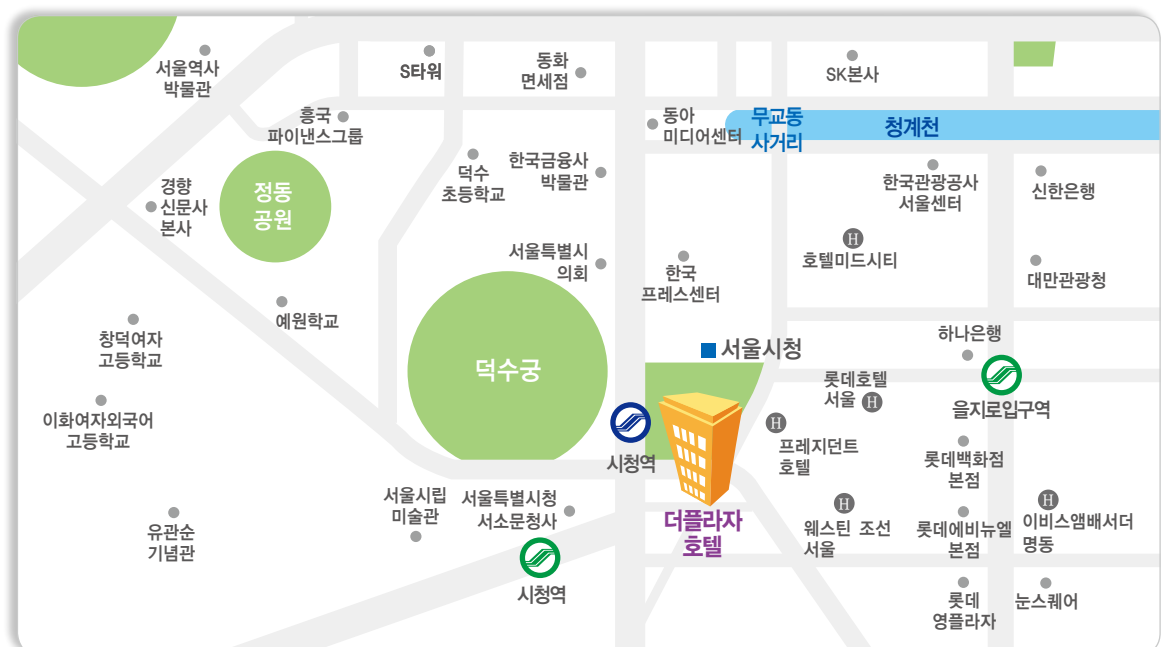 서울역사
박물관
S타워
동화
면세점
SK본사
흥국
파이낸스그룹
동아
미디어센터
무교동
사거리
청계천
경향
신문사
본사
정동
공원
덕수
초등학교
한국금융사
박물관
한국관광공사
서울센터
신한은행
서울특별시
의회
한국
프레스센터
H
호텔미드시티
대만관광청
예원학교
창덕여자
고등학교
덕수궁
서울시청
하나은행
롯데호텔
서울 H
을지로입구역
이화여자외국어
고등학교
시청역
H
프레지던트
호텔
롯데백화점
본점
유관순
기념관
서울시립
미술관
서울특별시청
서소문청사
더플라자
호텔
H
웨스틴 조선
서울
롯데에비뉴엘
본점
H
이비스앰배서더
명동
시청역
롯데
영플라자
눈스퀘어